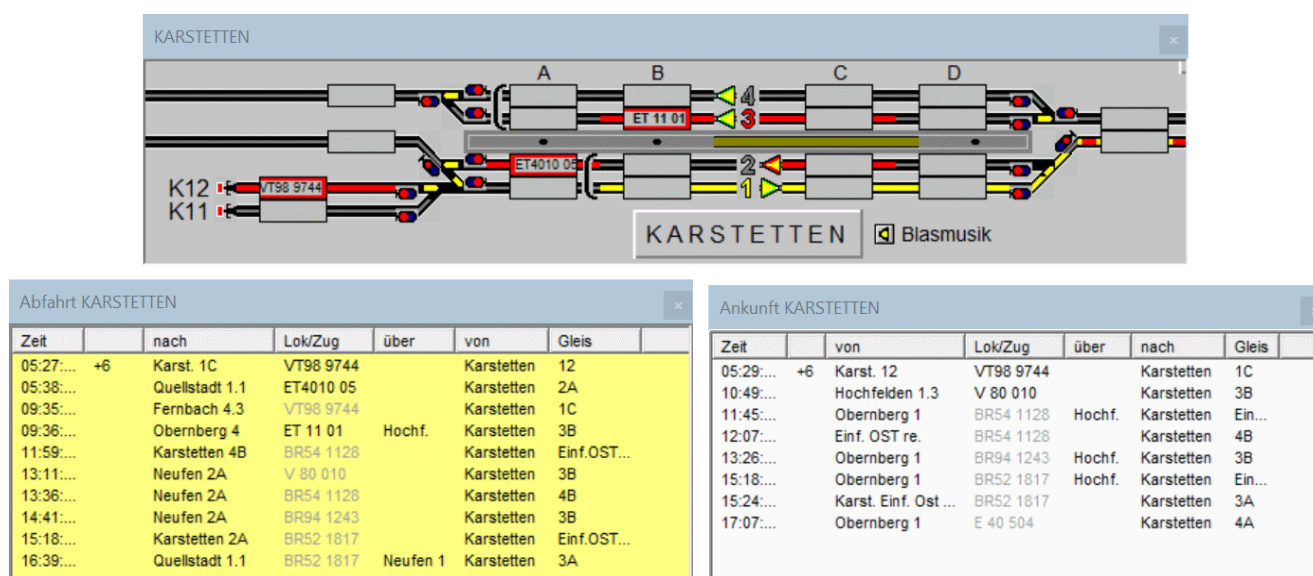 KARSTETTEN
A B C D
4
ET 11 01 3
ET4010 05 2
K12 VT98 9744 1
K11
KARSTETTEN Blasmusik
Abfahrt KARSTETTEN
Zeit nach Lok/Zug über von Gleis
05:27:... +6 Karst. 1C VT98 9744 Karstetten 12
05:38:... Quellstadt 1.1 ET4010 05 Karstetten 2A
09:35:... Fernbach 4.3 VT98 9744 Karstetten 1C
09:36:... Obernberg 4 ET 11 01 Hochf. Karstetten 3B
11:59:... Karstetten 4B BR54 1128 Karstetten Einf.OST...
13:11:... Neufen 2A V 80 010 Karstetten 3B
13:36:... Neufen 2A BR54 1128 Karstetten 4B
14:41:... Neufen 2A BR94 1243 Karstetten 3B
15:18:... Karstetten 2A BR52 1817 Karstetten Einf.OST...
16:39:... Quellstadt 1.1 BR52 1817 Neufen 1 Karstetten 3A
Ankunft KARSTETTEN
Zeit von Lok/Zug über nach Gleis
05:29:... +6 Karst. 12 VT98 9744 Karstetten 1C
10:49:... Hochfelden 1.3 V 80 010 Karstetten 3B
11:45:... Obernberg 1 BR54 1128 Hochf. Karstetten Ein...
12:07:... Einf. OST re. BR54 1128 Karstetten 4B
13:26:... Obernberg 1 BR94 1243 Hochf. Karstetten 3B
15:18:... Obernberg 1 BR52 1817 Hochf. Karstetten Ein...
15:24:... Karst. Einf. Ost ... BR52 1817 Karstetten 3A
17:07:... Obernberg 1 E 40 504 Karstetten 4A